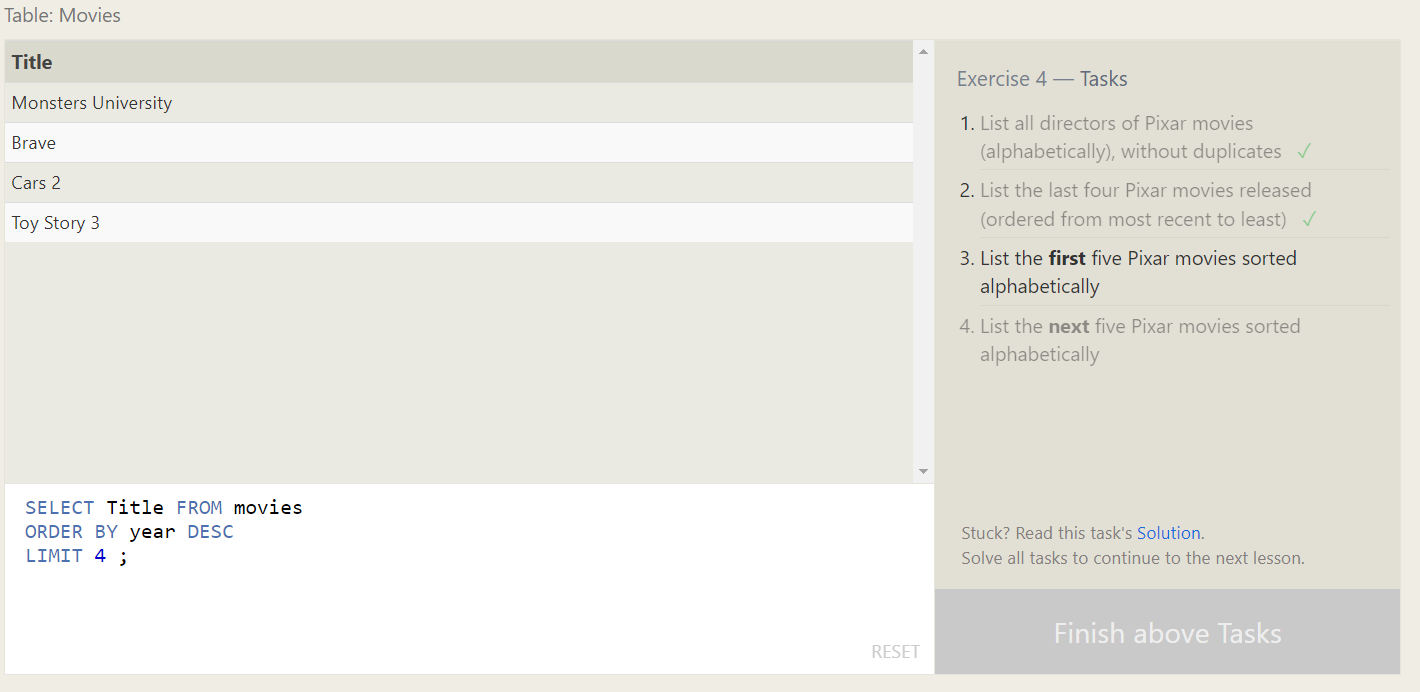 Table: Movies
Title
Monsters University
Brave
Cars 2
Toy Story 3
SELECT Title FROM movies
ORDER BY year DESC
LIMIT 4 ;
RESET
Exercise 4 — Tasks
1. List all directors of Pixar movies
(alphabetically), without duplicates ✓
2. List the last four Pixar movies released
(ordered from most recent to least) ✓
3. List the first five Pixar movies sorted
alphabetically
4. List the next five Pixar movies sorted
alphabetically
Stuck? Read this task's Solution.
Solve all tasks to continue to the next lesson.
Finish above Tasks